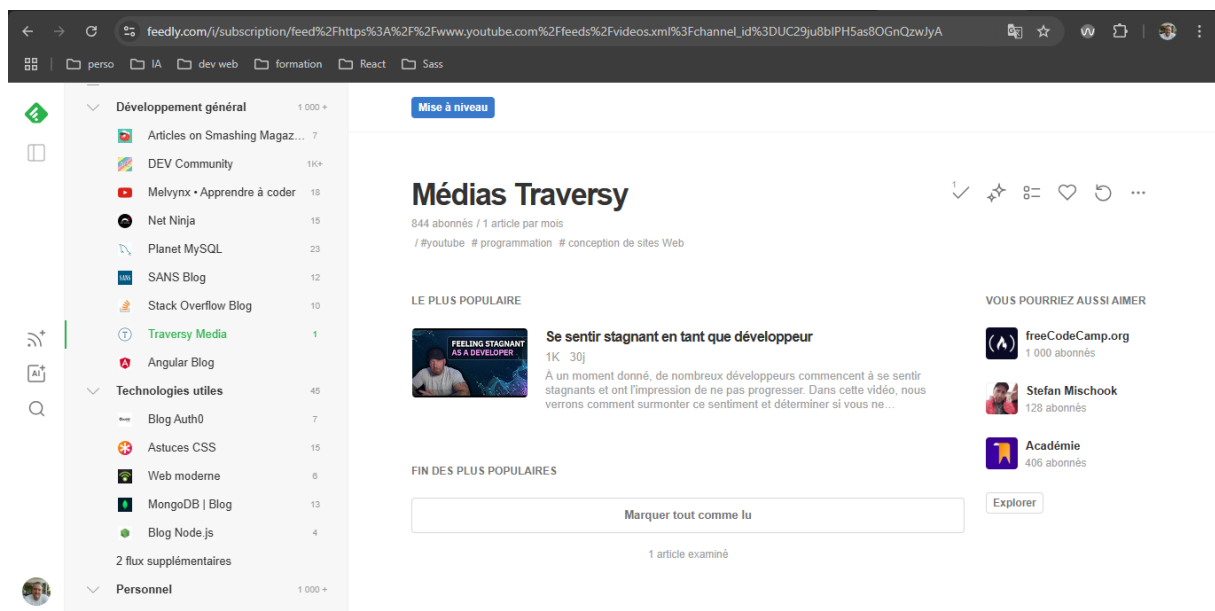 feedly.com/i/subscription/feed%2Fhttps%3A%2F%2Fwww.youtube.com%2Ffeeds%2Fvideos.xml%3Fchannel_id%3DUC29ju8bIPH5as8OGnQzwJyA
perso IA dev web formation React Sass
Développement général 1 000 +
Articles on Smashing Magaz... 7
DEV Community 1K+
Melvynx • Apprendre à coder 18
Net Ninja 15
Planet MySQL 23
SANS Blog 12
Stack Overflow Blog 10
Traversy Media 1
Angular Blog
Technologies utiles 45
Blog Auth0 7
Astuces CSS 15
Web moderne 6
MongoDB | Blog 13
Blog Node.js 4
2 flux supplémentaires
Personnel 1 000 +
AI
Mise à niveau
Médias Traversy
1
844 abonnés / 1 article par mois
/ #youtube # programmation # conception de sites Web
LE PLUS POPULAIRE
FEELING STAGNANT
AS A DEVELOPER
Se sentir stagnant en tant que développeur
1K 30j
À un moment donné, de nombreux développeurs commencent à se sentir
stagnants et ont l'impression de ne pas progresser. Dans cette vidéo, nous
verrons comment surmonter ce sentiment et déterminer si vous ne...
FIN DES PLUS POPULAIRES
Marquer tout comme lu
1 article examiné
VOUS POURRIEZ AUSSI AIMER
freeCodeCamp.org
1 000 abonnés
Stefan Mischook
128 abonnés
Académie
406 abonnés
Explorer